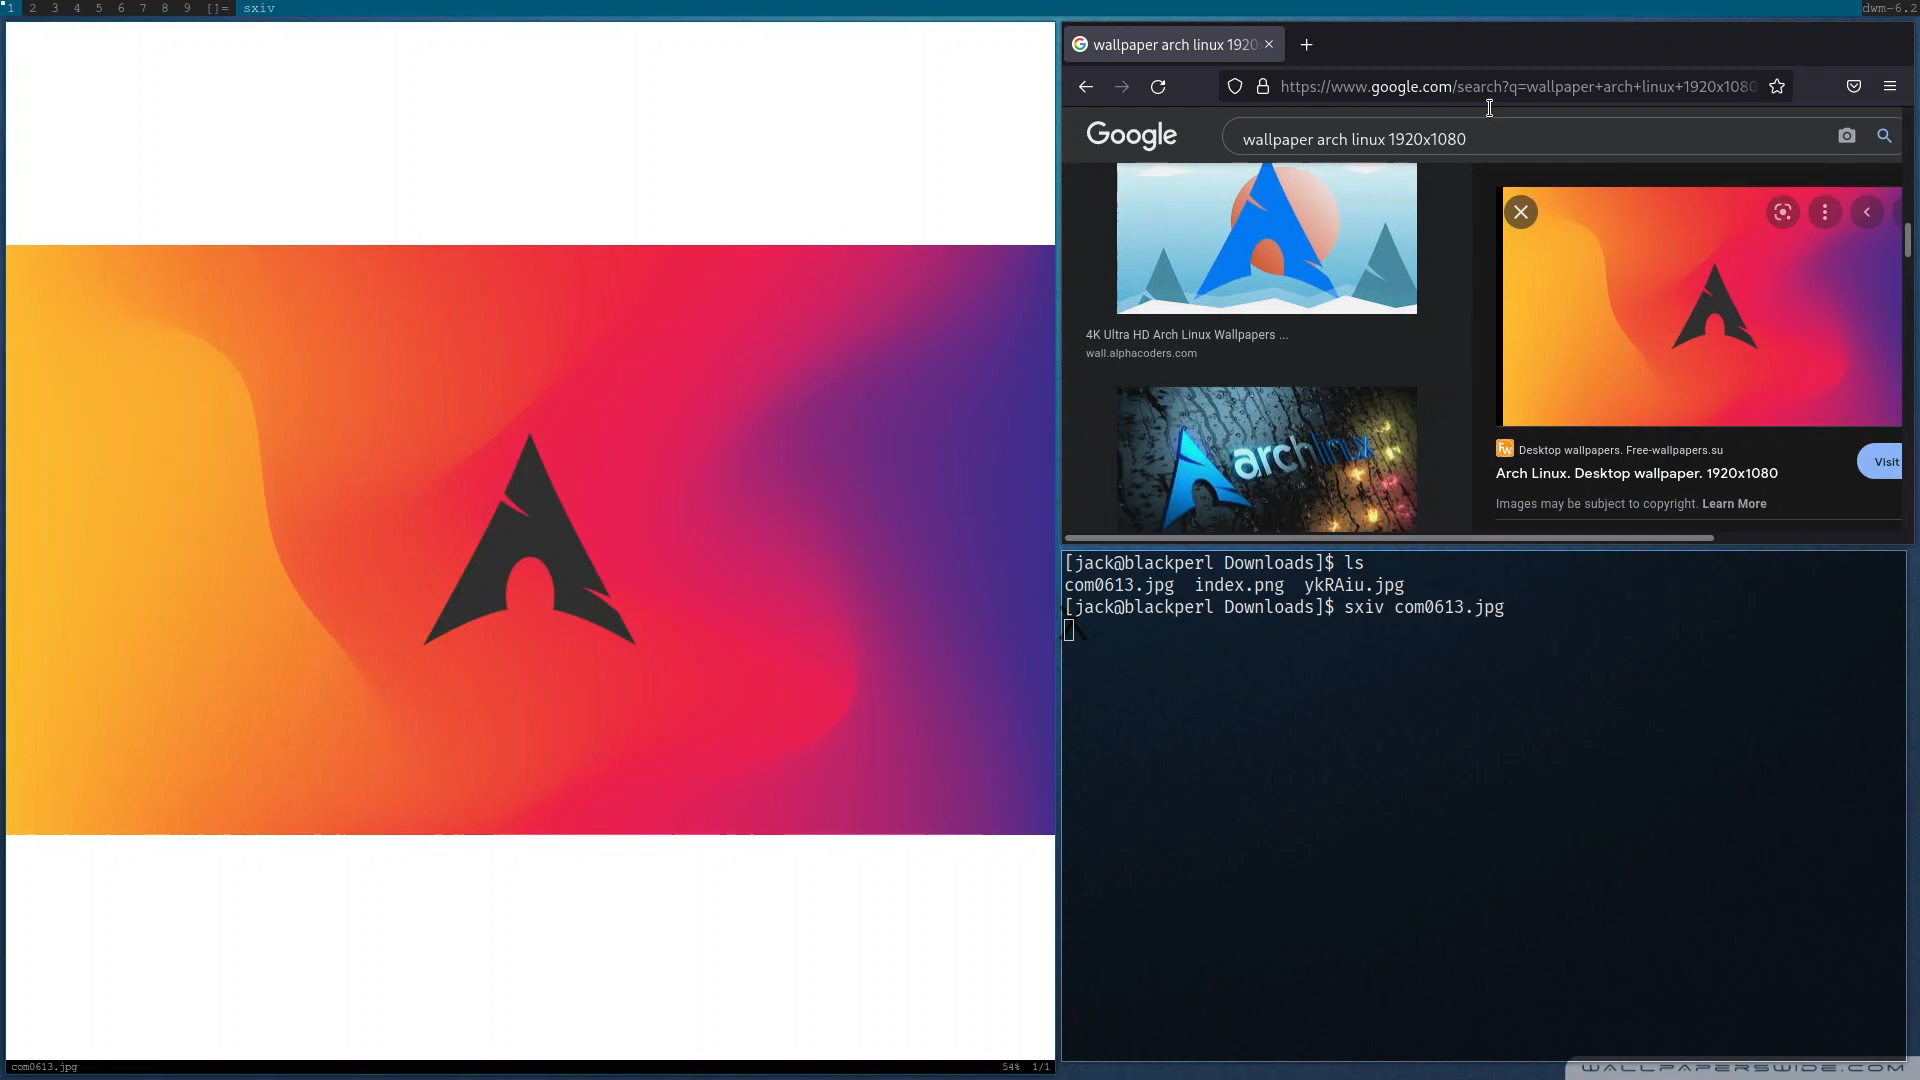 1 2 3 4 5 6 7 8 9 []= sxiv
dwm-6.2
wallpaper arch linux 1920
https://www.google.com/search?q=wallpaper+arch+linux+1920x1080
Google
wallpaper arch linux 1920x1080
4K Ultra HD Arch Linux Wallpapers ...
wall.alphacoders.com
archlinux
FW Desktop wallpapers. Free-wallpapers.su
Arch Linux. Desktop wallpaper. 1920x1080
Visit
Images may be subject to copyright. Learn More
[jack@blackperl Downloads]$ ls
com0613.jpg index.png ykRAiu.jpg
[jack@blackperl Downloads]$ sxiv com0613.jpg
com0613.jpg
54% 1/1
WALLPAPERSWIDE.COM